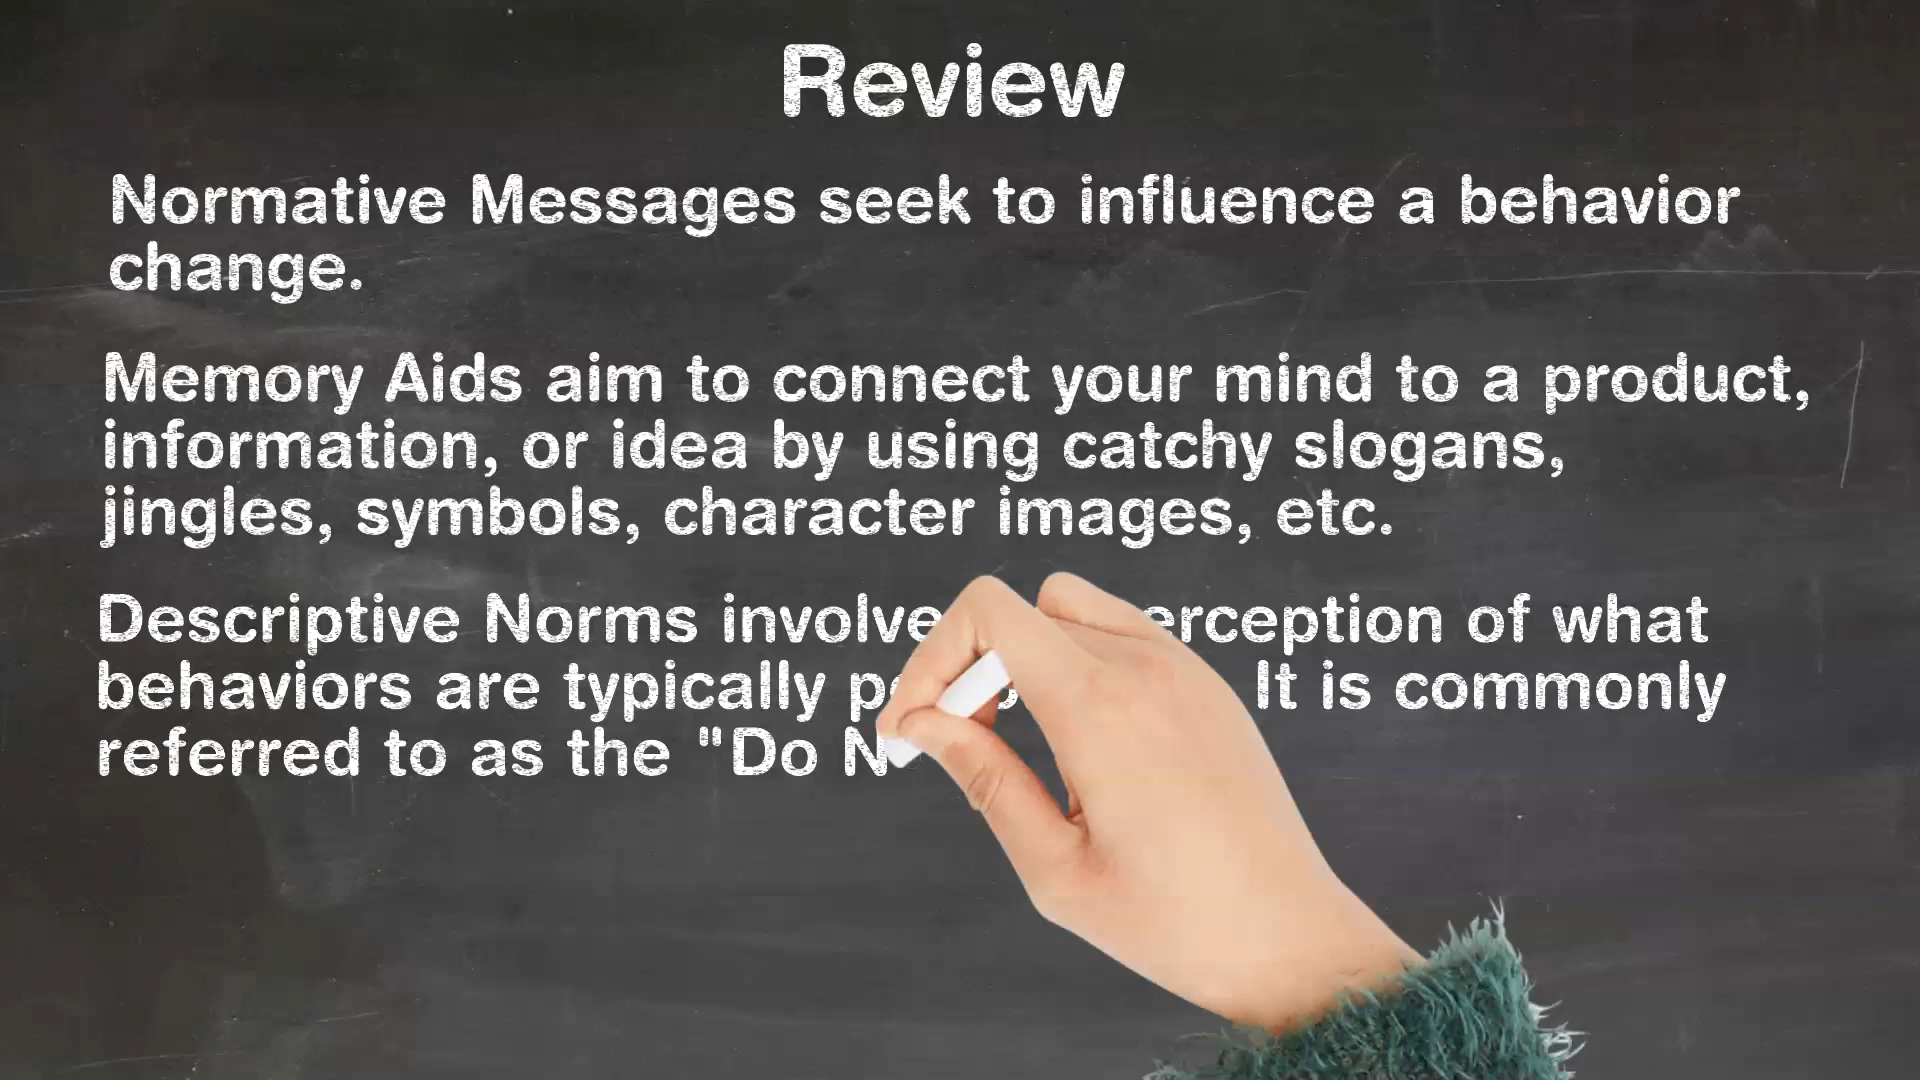 Review
Normative Messages seek to influence a behavior
change.
Memory Aids aim to connect your mind to a product,
information, or idea by using catchy slogans,
jingles, symbols, character images, etc.
Descriptive Norms involve of what
behaviors are typically It is commonly
referred to as the "Do N